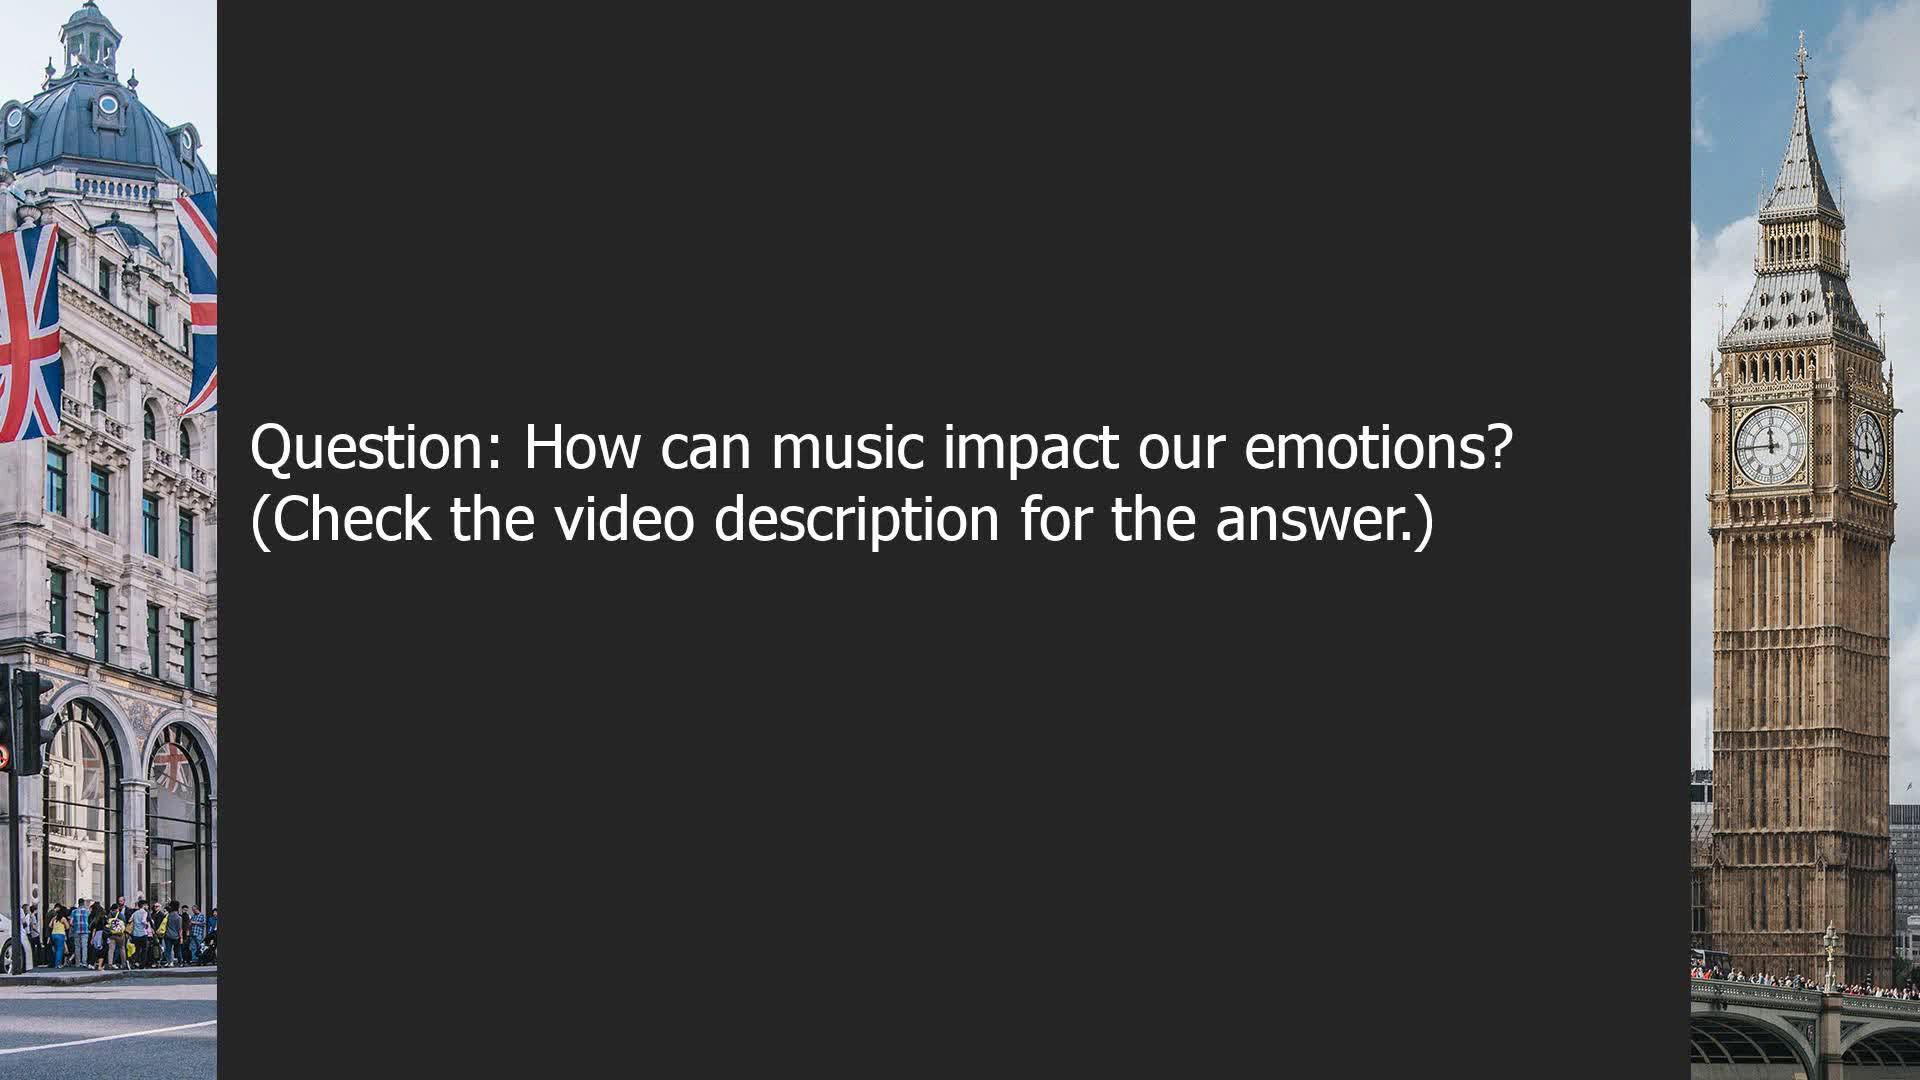 Question: How can music impact our emotions?
(Check the video description for the answer.)